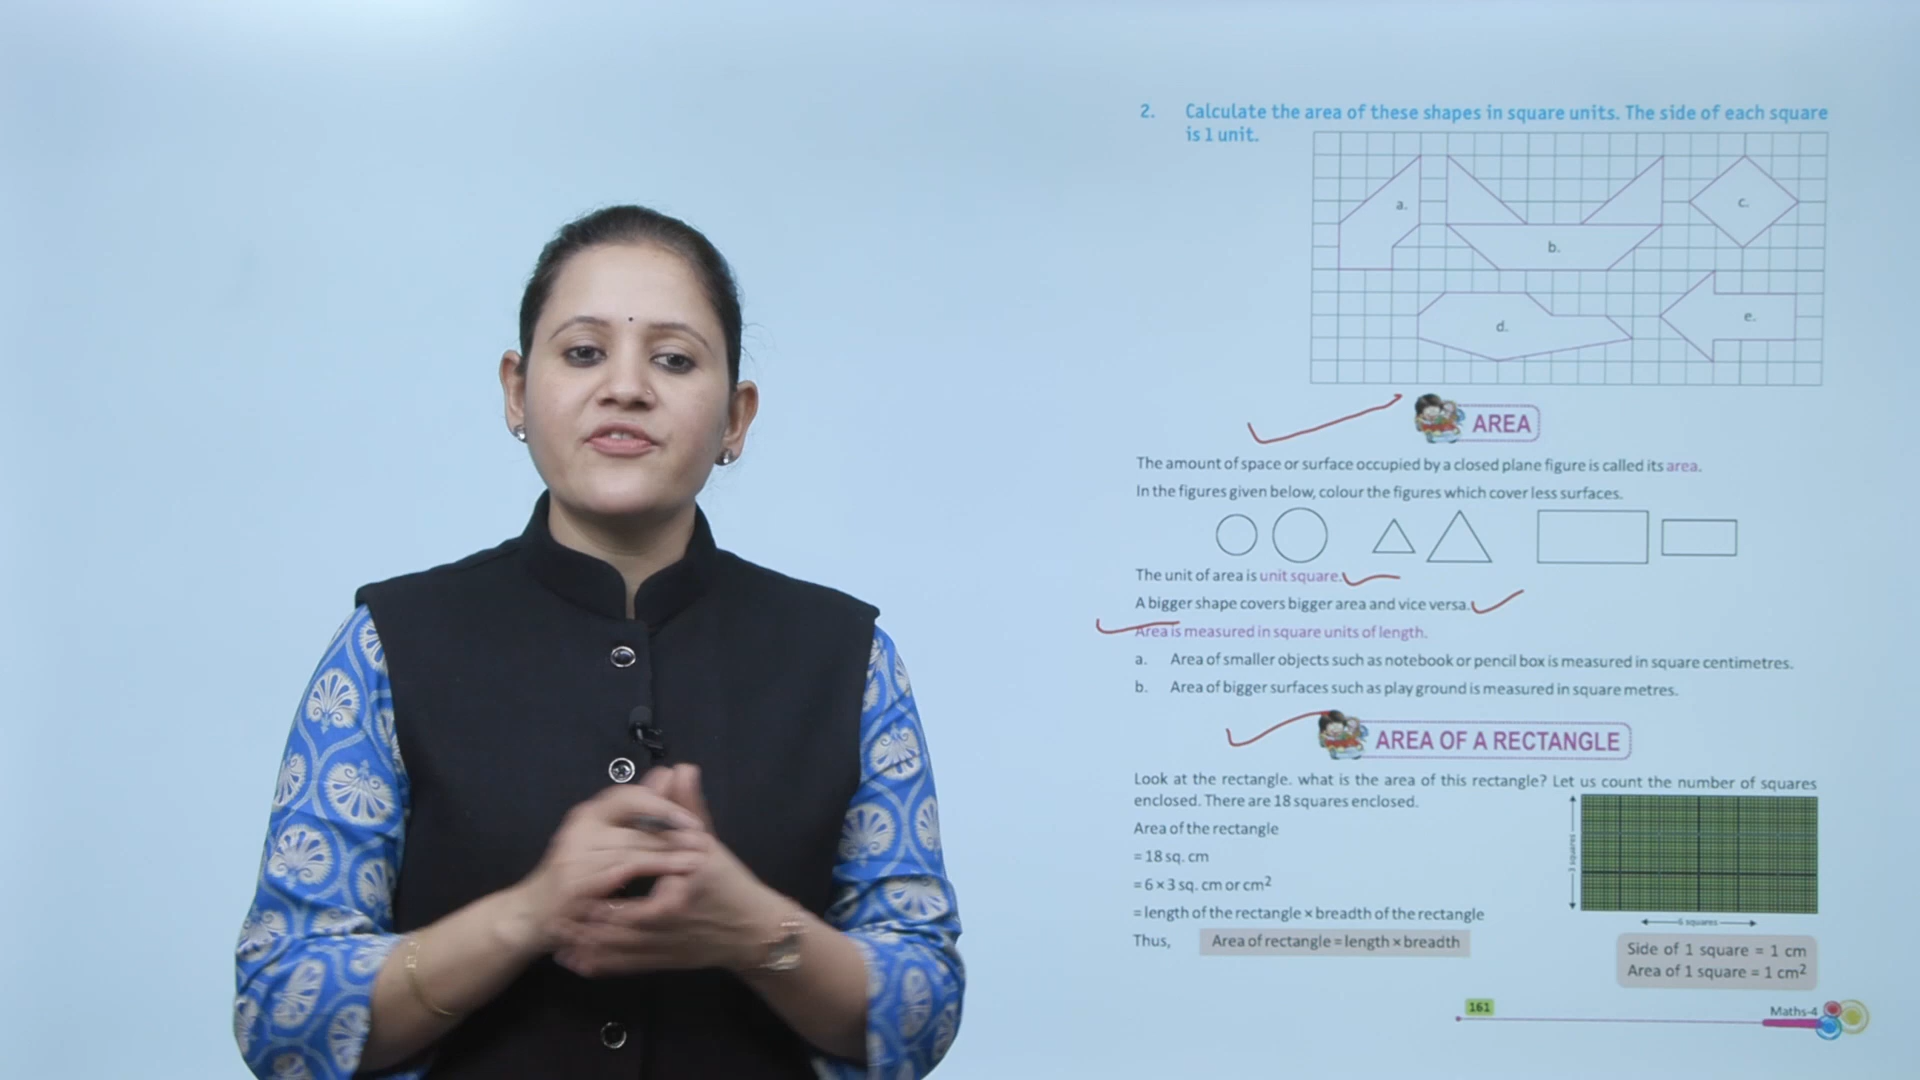 2. Calculate the area of these shapes in square units. The side of each square
is 1 unit.
a.
b.
c.
d.
e.
AREA
The amount of space or surface occupied by a closed plane figure is called its area.
In the figures given below, colour the figures which cover less surfaces.
The unit of area is unit square.
A bigger shape covers bigger area and vice versa.
Area is measured in square units of length.
a. Area of smaller objects such as notebook or pencil box is measured in square centimetres.
b. Area of bigger surfaces such as play ground is measured in square metres.
AREA OF A RECTANGLE
Look at the rectangle. what is the area of this rectangle? Let us count the number of squares
enclosed. There are 18 squares enclosed.
Area of the rectangle
= 18 sq. cm
= 6 × 3 sq. cm or cm²
= length of the rectangle × breadth of the rectangle
Thus, Area of rectangle = length × breadth
3 squares
6 squares
Side of 1 square = 1 cm
Area of 1 square = 1 cm²
161
Maths-4